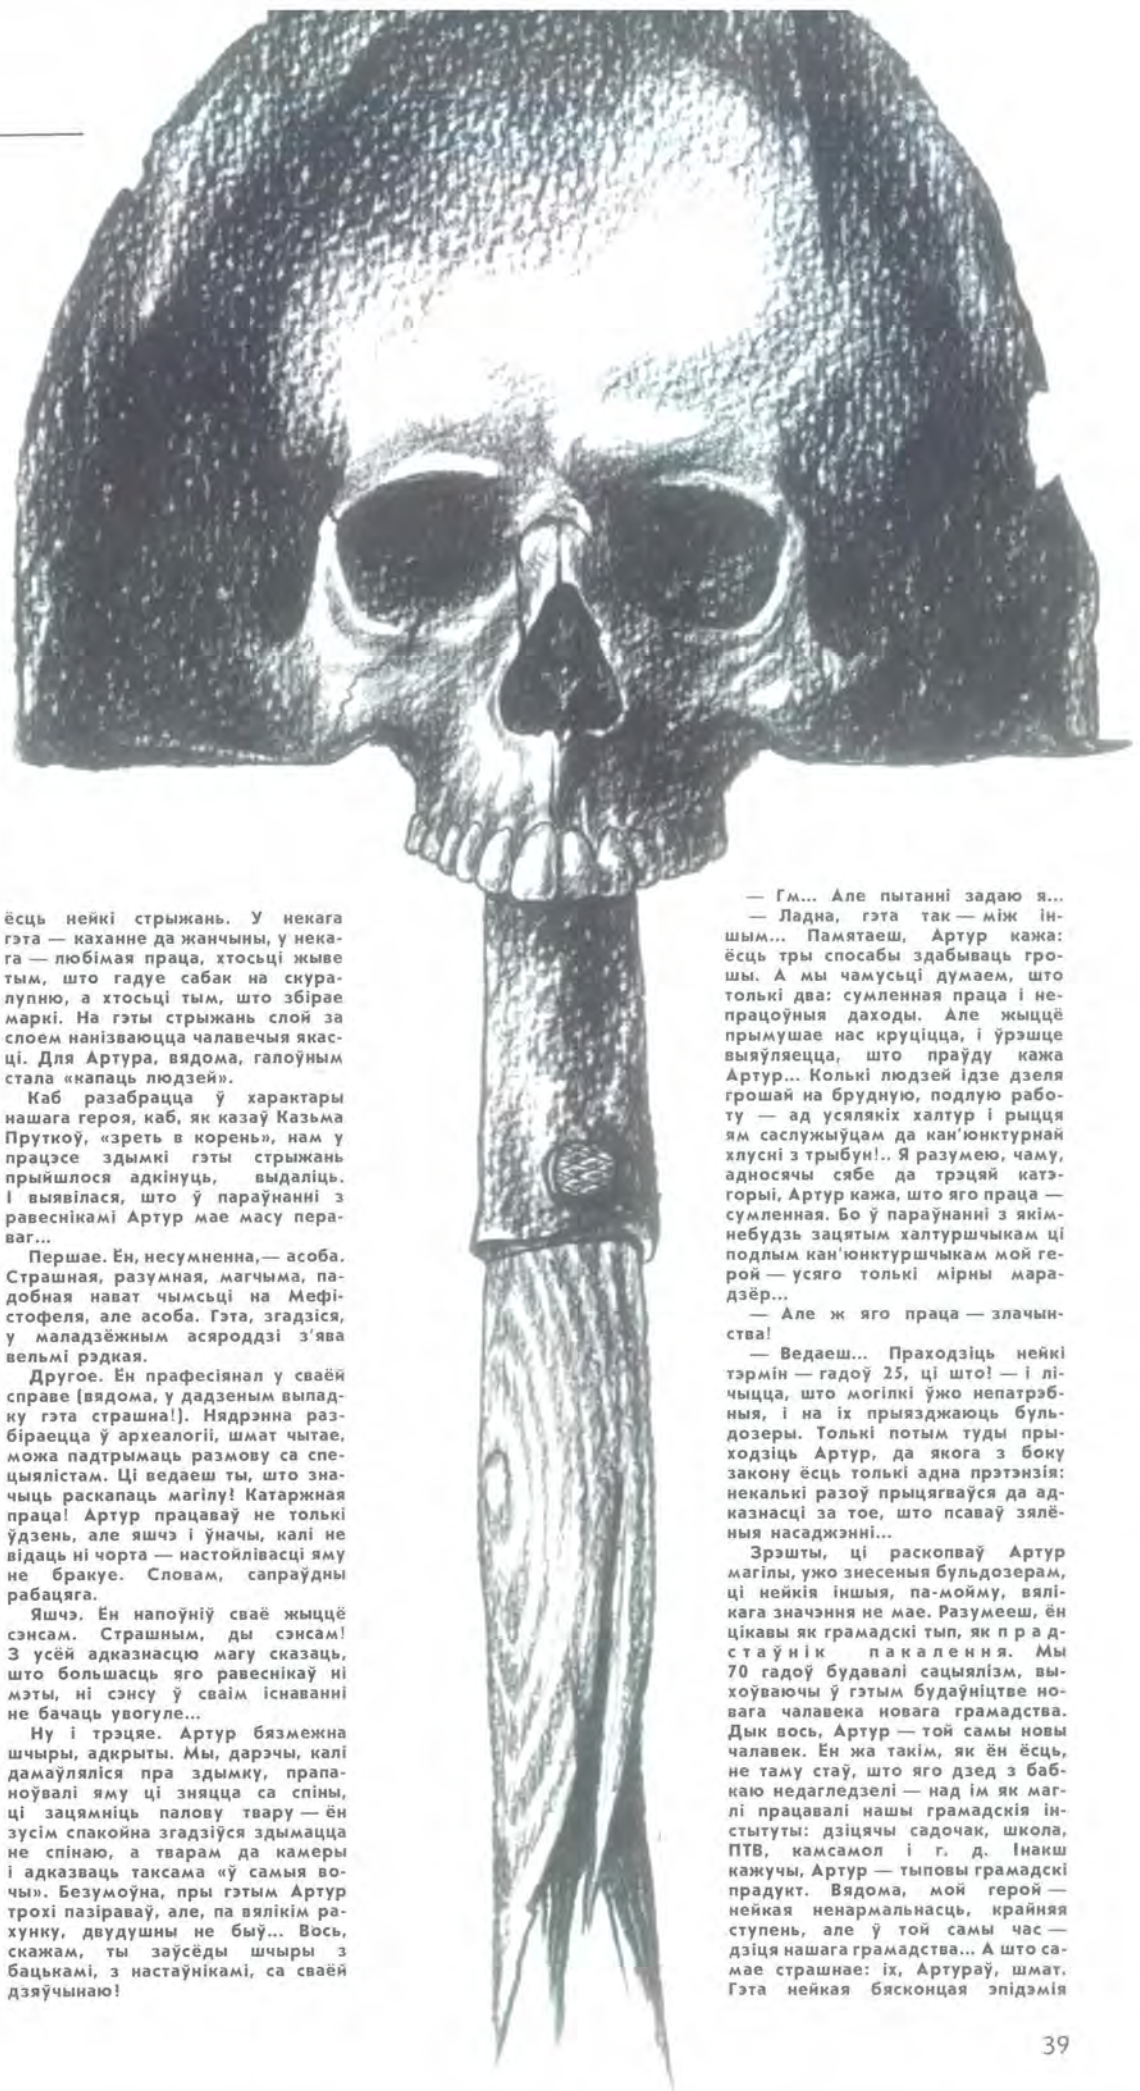 ёсць нейкі стрыжань. У некага
гэта — каханне да жанчыны, у нека-
га — любімая праца, хтосьці жыве
тым, што гадуе сабак на скура-
лупню, а хтосьці тым, што збірае
маркі. На гэты стрыжань слой за
слоем нанізваюцца чалавечыя якас-
ці. Для Артура, вядома, галоўным
стала «капаць людзей».
Каб разабрацца ў характары
нашага героя, каб, як казаў Казьма
Пруткоў, «зреть в корень», нам у
працэсе здымкі гэты стрыжань
прыйшлося адкінуць, выдаліць.
І выявілася, што ў параўнанні з
равеснікамі Артур мае масу пера-
ваг...
Першае. Ён, несумненна,— асоба.
Страшная, разумная, магчыма, па-
добная нават чымсьці на Мефі-
стофеля, але асоба. Гэта, згадзіся,
у маладзёжным асяроддзі з'ява
вельмі рэдкая.
Другое. Ён прафесіянал у сваёй
справе (вядома, у дадзеным выпад-
ку гэта страшна!). Нядрэнна раз-
біраецца ў археалогіі, шмат чытае,
можа падтрымаць размову са спе-
цыялістам. Ці ведаеш ты, што зна-
чыць раскапаць магілу? Катаржная
праца! Артур працаваў не толькі
ўдзень, але яшчэ і ўначы, калі не
відаць ні чорта — настойлівасці яму
не бракуе. Словам, сапраўдны
рабацяга.
Яшчэ. Ён напоўніў сваё жыццё
сэнсам. Страшным, ды сэнсам!
З усёй адказнасцю магу сказаць,
што большасць яго равеснікаў ні
мэты, ні сэнсу ў сваім існаванні
не бачаць увогуле...
Ну і трэцяе. Артур бязмежна
шчыры, адкрыты. Мы, дарэчы, калі
дамаўляліся пра здымку, прапа-
ноўвалі яму ці зняцца са спіны,
ці зацямніць палову твару — ён
зусім спакойна згадзіўся здымацца
не спінаю, а тварам да камеры
і адказваць таксама «ў самыя во-
чы». Безумоўна, пры гэтым Артур
трохі пазіраваў, але, па вялікім ра-
хунку, двудушны не быў... Вось,
скажам, ты заўсёды шчыры з
бацькамі, з настаўнікамі, са сваёй
дзяўчынаю?
— Гм... Але пытанні задаю я...
— Ладна, гэта так — між ін-
шым... Памятаеш, Артур кажа:
ёсць тры спосабы здабываць гро-
шы. А мы чамусьці думаем, што
толькі два: сумленная праца і не-
працоўныя даходы. Але жыццё
прымушае нас круціцца, і ўрэшце
выяўляецца, што праўду кажа
Артур... Колькі людзей ідзе дзеля
грошай на брудную, подлую рабо-
ту — ад усялякіх халтур і рыцця
ям саслужыўцам да кан'юнктурнай
хлусні з трыбун!.. Я разумею, чаму,
адносячы сябе да трэцяй катэ-
горыі, Артур кажа, што яго праца —
сумленная. Бо ў параўнанні з якім-
небудзь зацятым халтуршчыкам ці
подлым кан'юнктуршчыкам мой ге-
рой — усяго толькі мірны мара-
дзёр...
— Але ж яго праца — злачын-
ства!
— Ведаеш... Праходзіць нейкі
тэрмін — гадоў 25, ці што? — і лі-
чыцца, што могілкі ўжо непатрэб-
ныя, і на іх прыязджаюць буль-
дозеры. Толькі потым туды пры-
ходзіць Артур, да якога з боку
закону ёсць толькі адна прэтэнзія:
некалькі разоў прыцягваўся да ад-
казнасці за тое, што псаваў зялё-
ныя насаджэнні...
Зрэшты, ці раскопваў Артур
магілы, ужо знесеныя бульдозерам,
ці нейкія іншыя, па-мойму, вялі-
кага значэння не мае. Разумееш, ён
цікавы як грамадскі тып, як п р а д-
с т а ў н і к п а к а л е н н я. Мы
70 гадоў будавалі сацыялізм, вы-
хоўваючы ў гэтым будаўніцтве но-
вага чалавека новага грамадства.
Дык вось, Артур — той самы новы
чалавек. Ён жа такім, як ён ёсць,
не таму стаў, што яго дзед з баб-
каю недагледзелі — над ім як маг-
лі працавалі нашы грамадскія ін-
стытуты: дзіцячы садочак, школа,
ПТВ, камсамол і г. д. Інакш
кажучы, Артур — тыповы грамадскі
прадукт. Вядома, мой герой —
нейкая ненармальнасць, крайняя
ступень, але ў той самы час —
дзіця нашага грамадства... А што са-
мае страшнае: іх, Артураў, шмат.
Гэта нейкая бясконцая эпідэмія
39